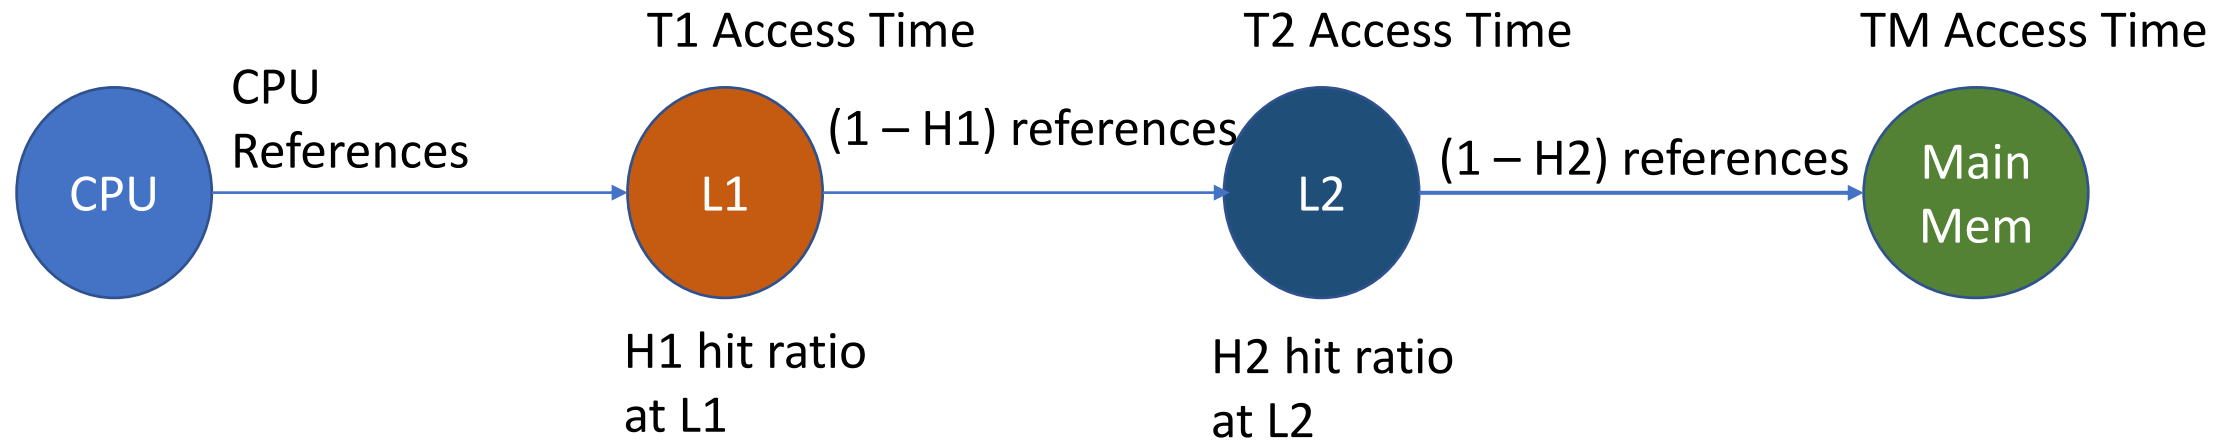 T1 Access Time
T2 Access Time
TM Access Time
CPU
References
(1 – H1) references
(1 – H2) references
CPU
L1
L2
Main
Mem
H1 hit ratio
at L1
H2 hit ratio
at L2